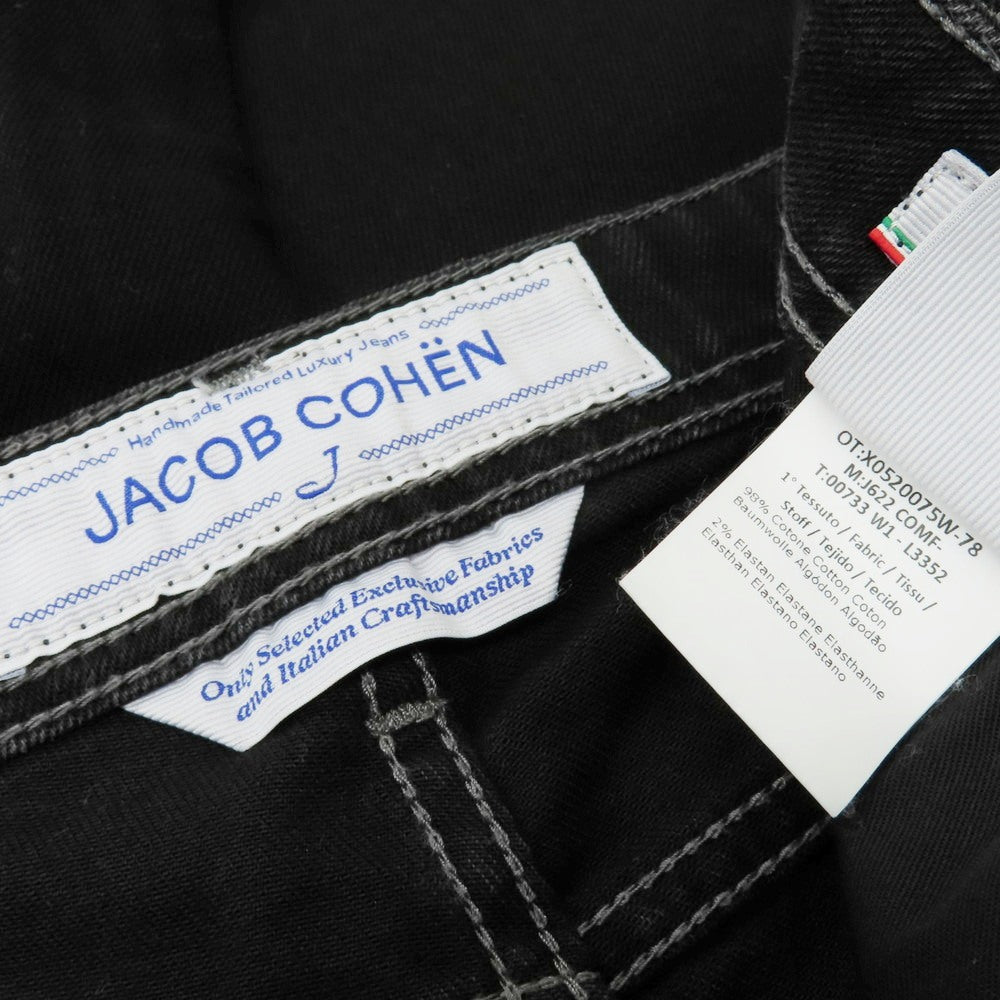 Handmade Tailored Luxury Jeans
JACOB COHËN
J
Only Selected Exclusive Fabrics
and Italian Craftsmanship
OT:X0520075W-78
M:J622 COMF-
T:00733 W1 - L3352
1° Tessuto / Fabric / Tissu /
Stoff / Tejido / Tecido
98% Cotone Cotton Coton
Baumwolle Algodón Algodão
2% Elastan Elastane Elasthanne
Elasthan Elastano Elastano